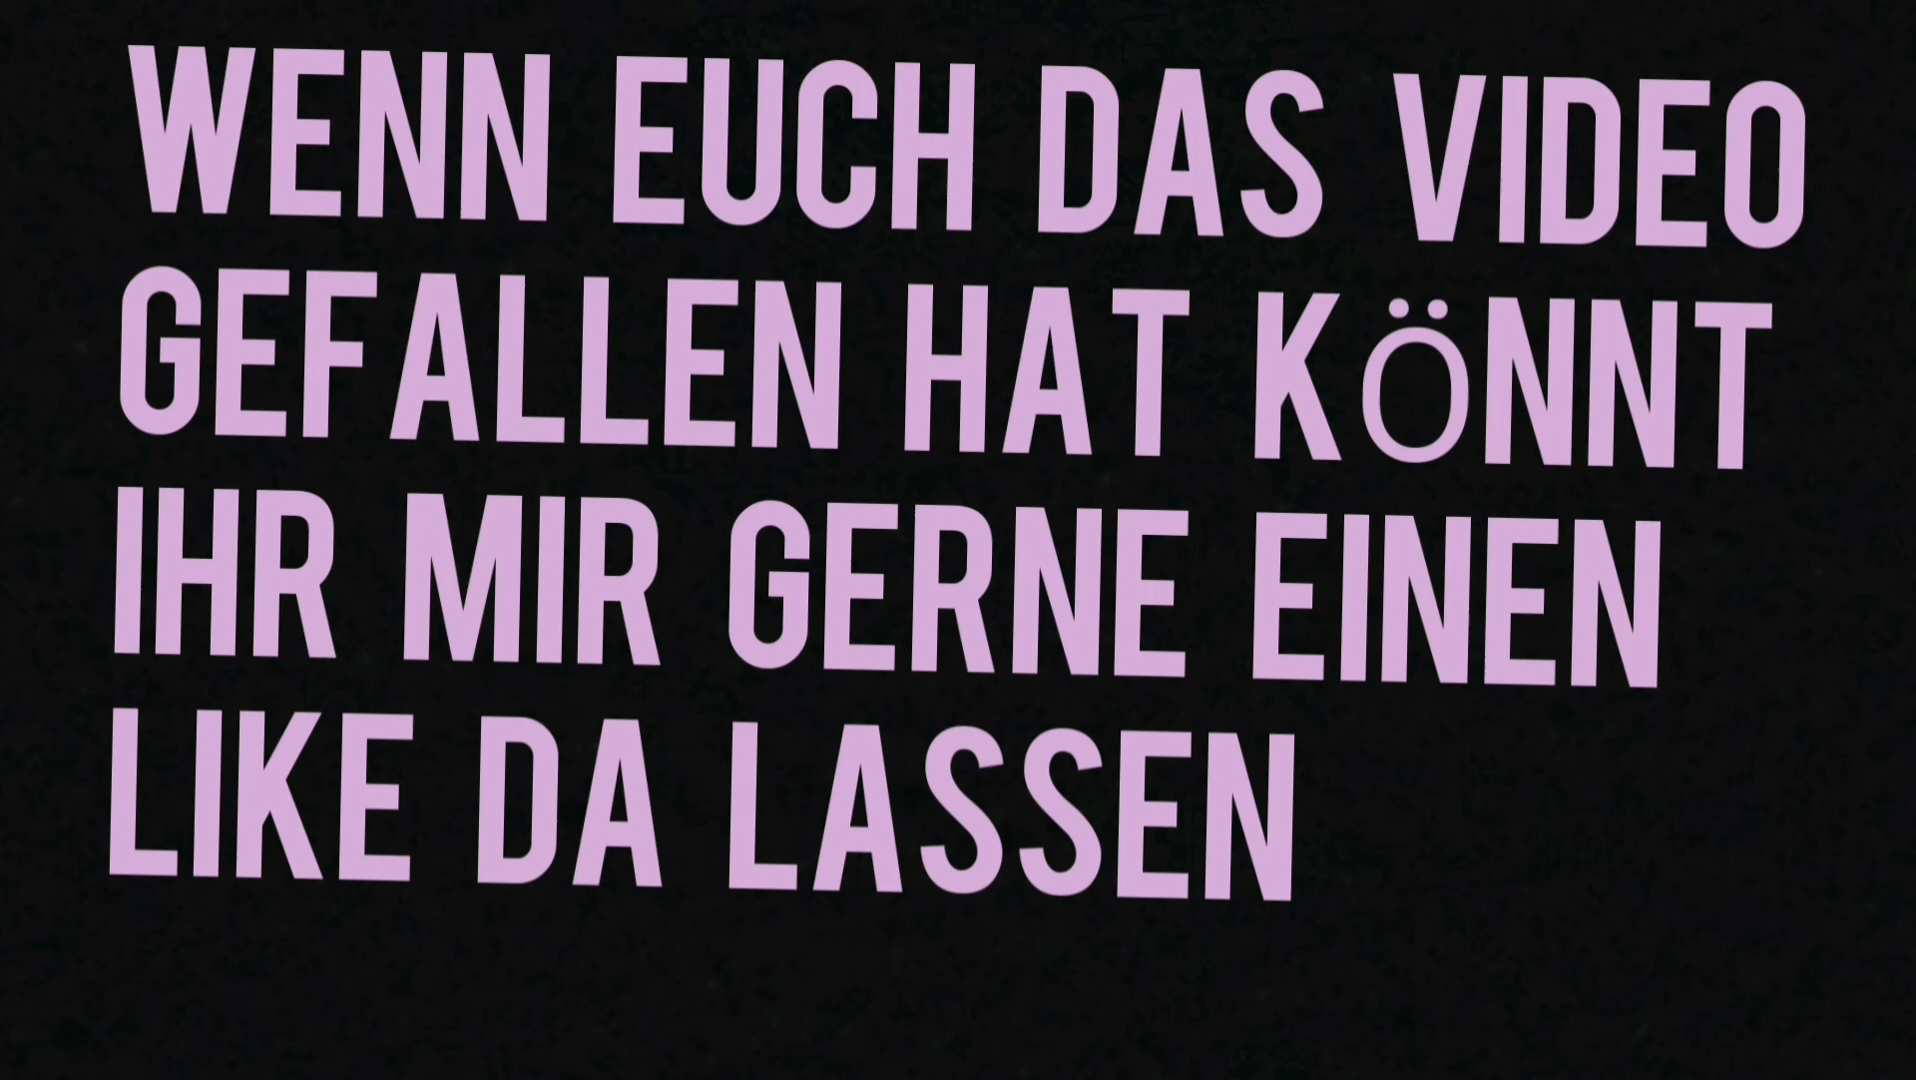 WENN EUCH DAS VIDEO
GEFALLEN HAT KÖNNT
IHR MIR GERNE EINEN
LIKE DA LASSEN